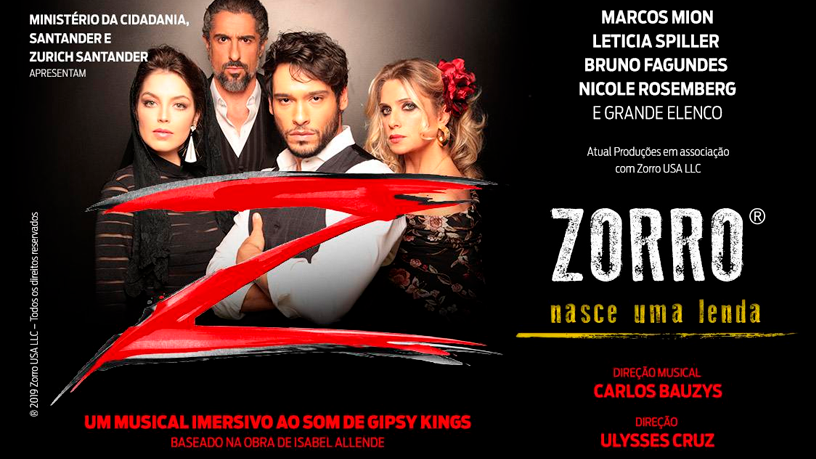 MINISTÉRIO DA CIDADANIA,
SANTANDER E
ZURICH SANTANDER
APRESENTAM
® 2019 Zorro USA LLC – Todos os direitos reservados
Z
UM MUSICAL IMERSIVO AO SOM DE GIPSY KINGS
BASEADO NA OBRA DE ISABEL ALLENDE
MARCOS MION
LETICIA SPILLER
BRUNO FAGUNDES
NICOLE ROSEMBERG
E GRANDE ELENCO
Atual Produções em associação
com Zorro USA LLC
ZORRO®
nasce uma lenda
DIREÇÃO MUSICAL
CARLOS BAUZYS
DIREÇÃO
ULYSSES CRUZ